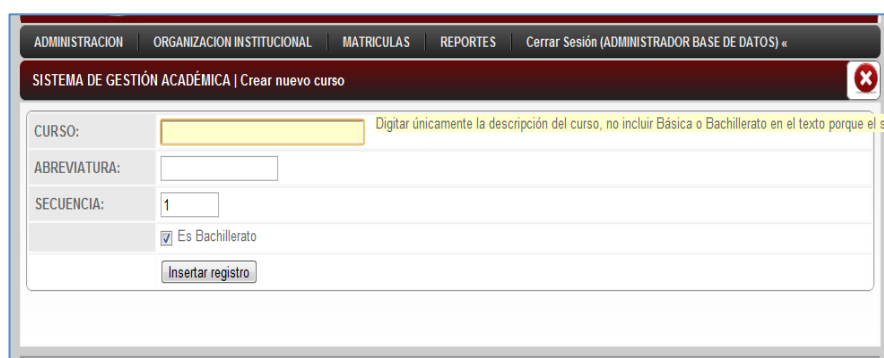 ADMINISTRACION ORGANIZACION INSTITUCIONAL MATRICULAS REPORTES Cerrar Sesión (ADMINISTRADOR BASE DE DATOS) «
SISTEMA DE GESTIÓN ACADÉMICA | Crear nuevo curso
CURSO: Digitar únicamente la descripción del curso, no incluir Básica o Bachillerato en el texto porque el s
ABREVIATURA:
SECUENCIA: 1
Es Bachillerato
Insertar registro